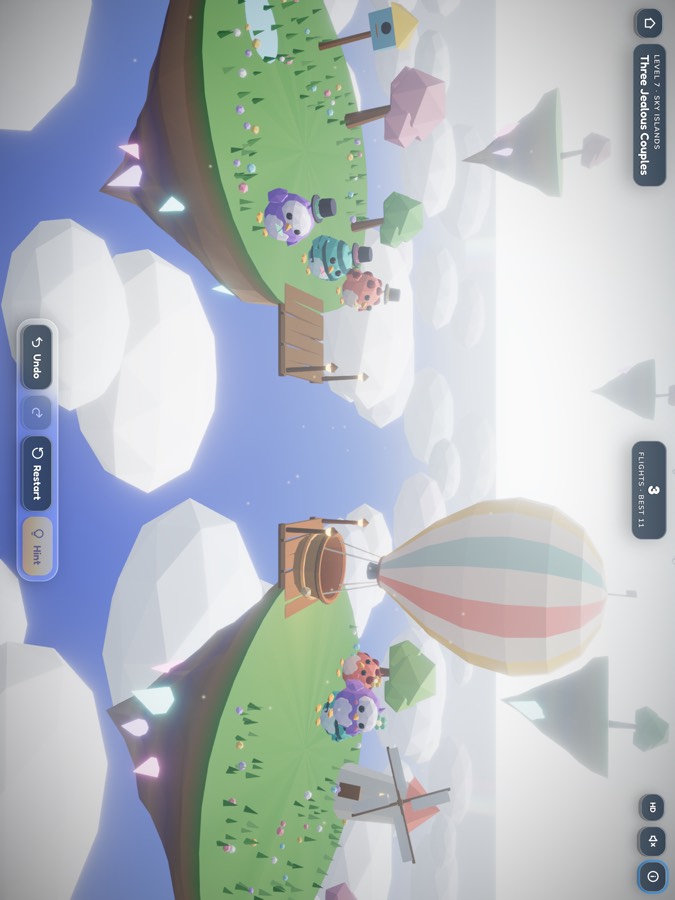 LEVEL 7 · SKY ISLANDS
Three Jealous Couples
3
FLIGHTS · BEST 11
HD
Undo
Restart
Hint